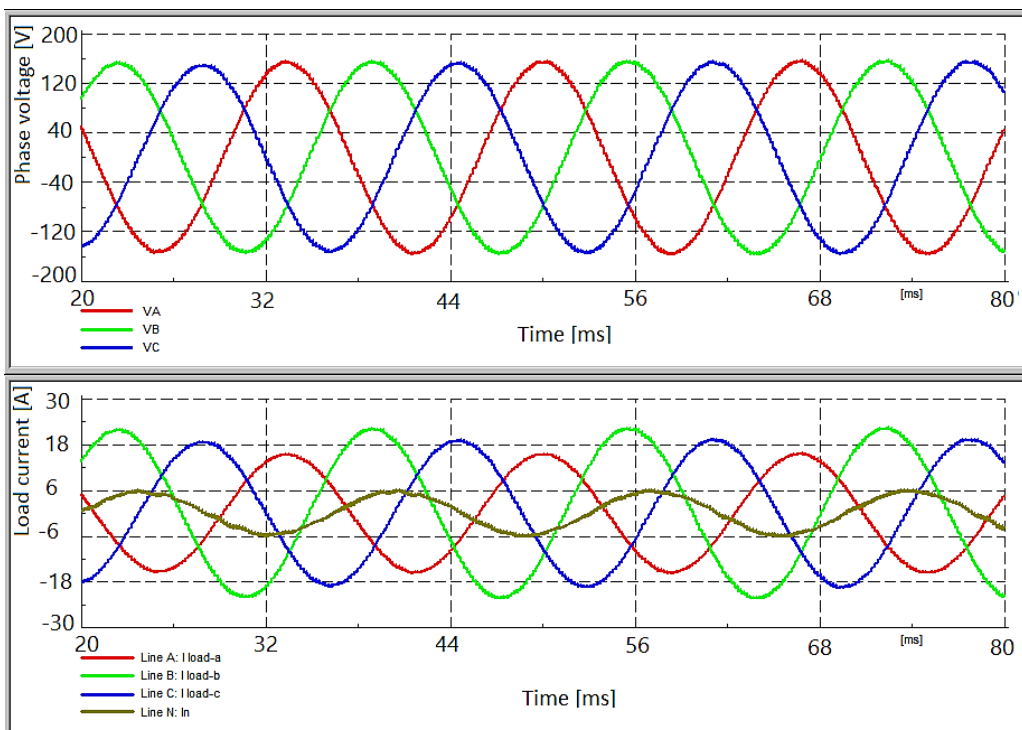 Phase voltage [V]
200
120
40
-40
-120
-200
20 32 44 56 68 [ms] 80
VA
VB
VC
Time [ms]
Load current [A]
30
18
6
-6
-18
-30
20 32 44 56 68 [ms] 80
Line A: I load-a
Line B: I load-b
Line C: I load-c
Line N: In
Time [ms]